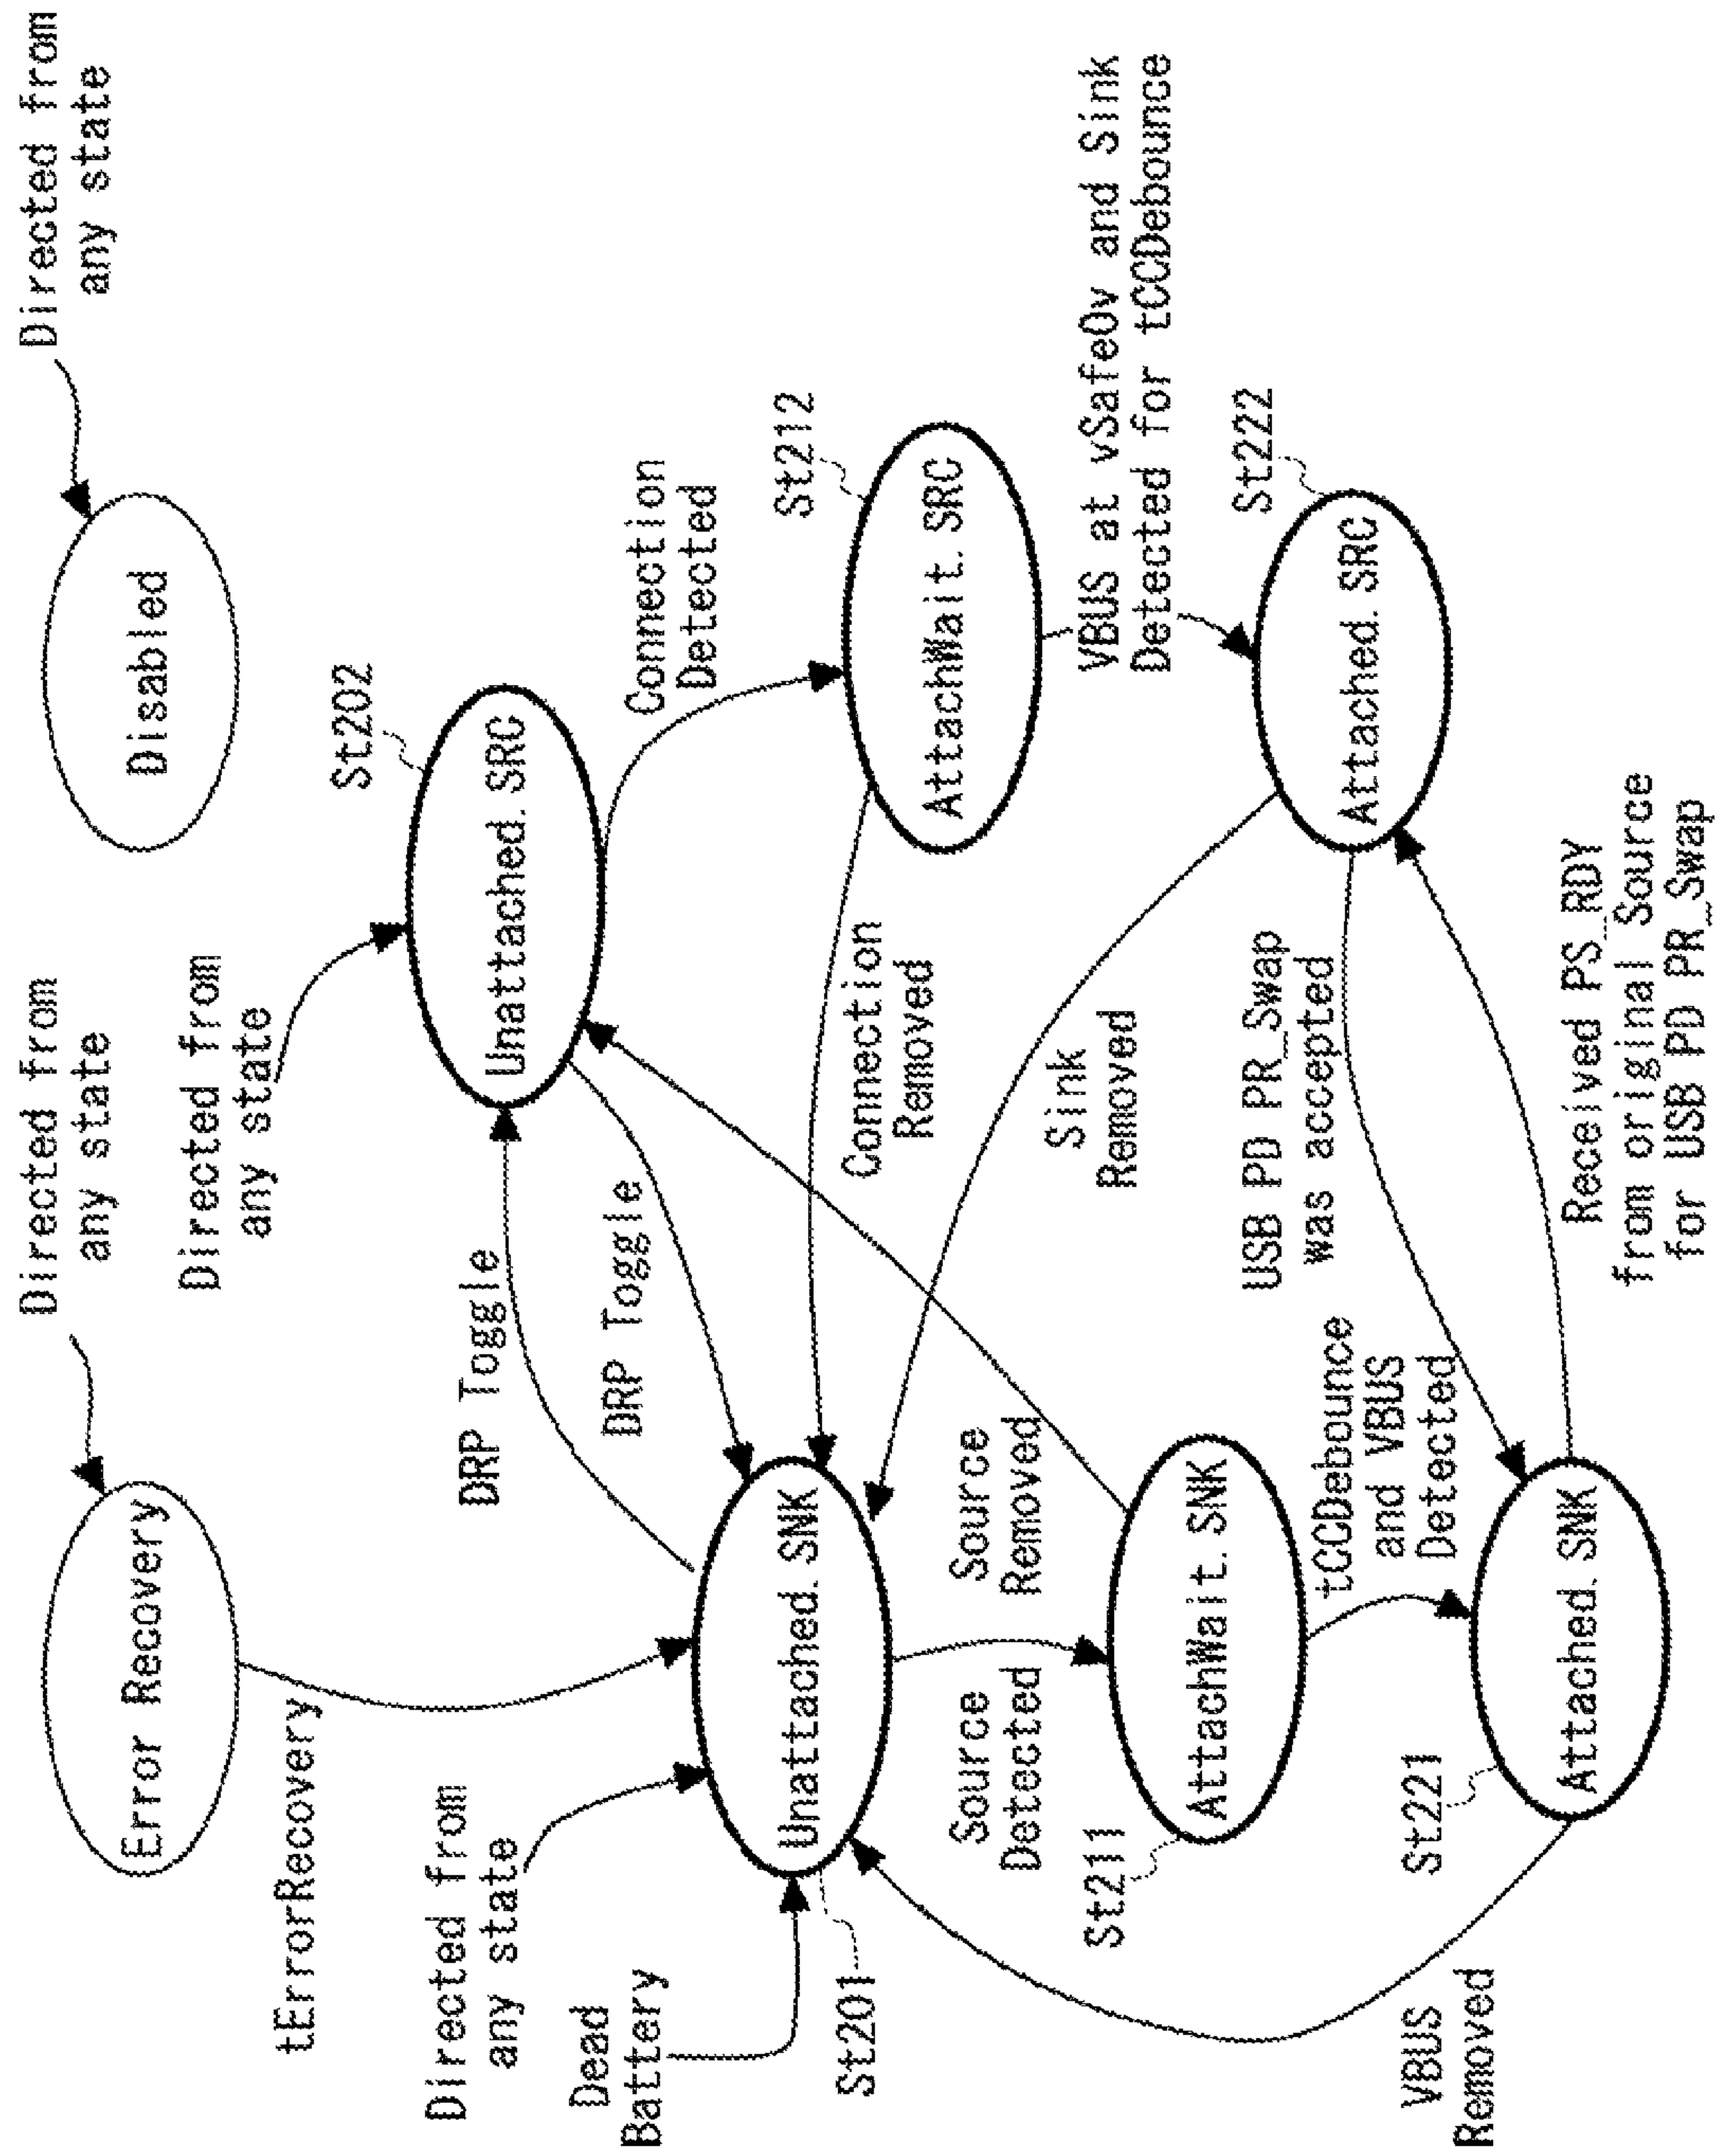 Directed from
any state
Directed from
any state
Error Recovery
Disabled
tErrorRecovery
Directed from
any state
St202
Unattached.SRC
Directed from
any state
DRP Toggle
DRP Toggle
Connection
Detected
Dead
Battery
St201
Unattached.SNK
St212
AttachWait.SRC
Connection
Removed
Source
Detected
Source
Removed
Sink
Removed
VBUS at vSafe0v and Sink
Detected for tCCDebounce
St211
AttachWait.SNK
USB PD PR_Swap
was accepted
St222
Attached.SRC
tCCDebounce
and VBUS
Detected
St221
Attached.SNK
VBUS
Removed
Received PS_RDY
from original Source
for USB PD PR_Swap